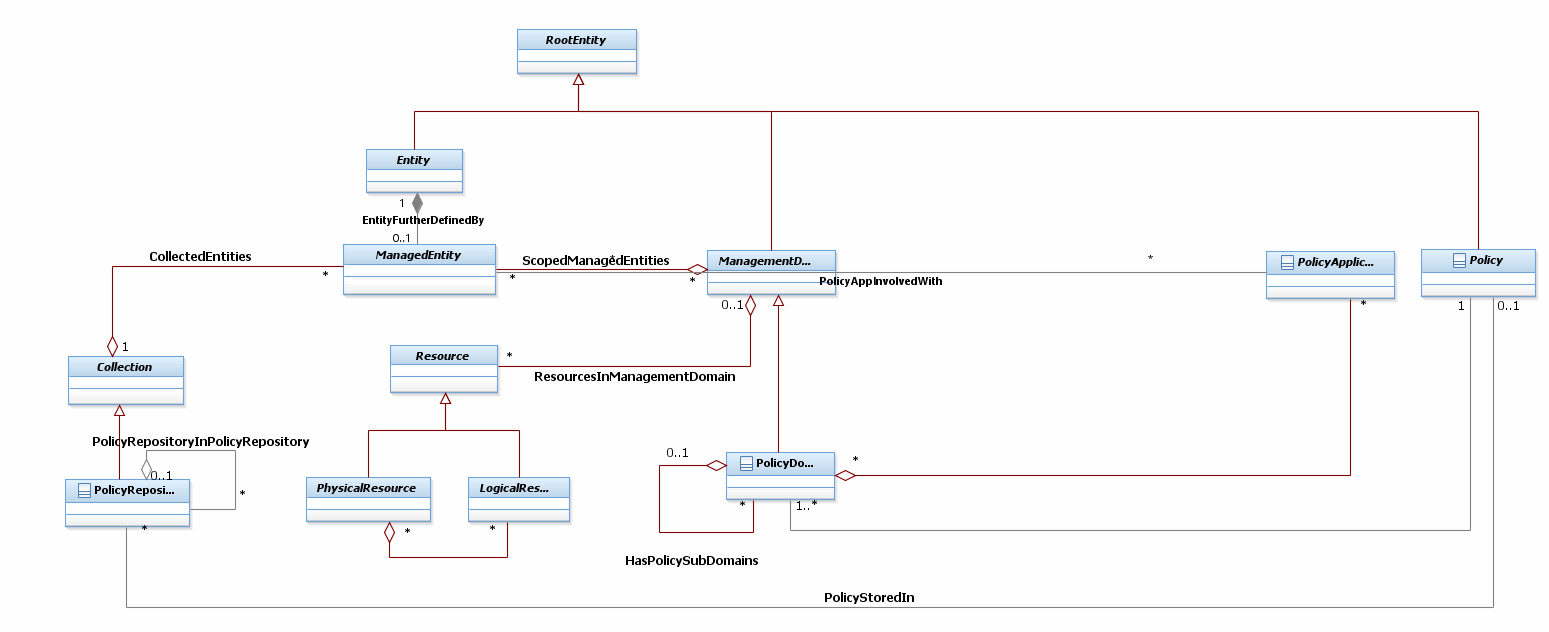 RootEntity
Entity
1
EntityFurtherDefinedBy
0..1
CollectedEntities
*
ManagedEntity
*
ScopedManagedEntities
*
*
ManagementD...
PolicyAppInvolvedWith
*
PolicyApplic...
*
Policy
1
0..1
0..1
1
Collection
Resource
*
ResourcesInManagementDomain
PolicyRepositoryInPolicyRepository
0..1
*
PolicyReposi...
*
PhysicalResource
*
LogicalRes...
*
0..1
PolicyDo...
*
*
1..*
HasPolicySubDomains
PolicyStoredIn